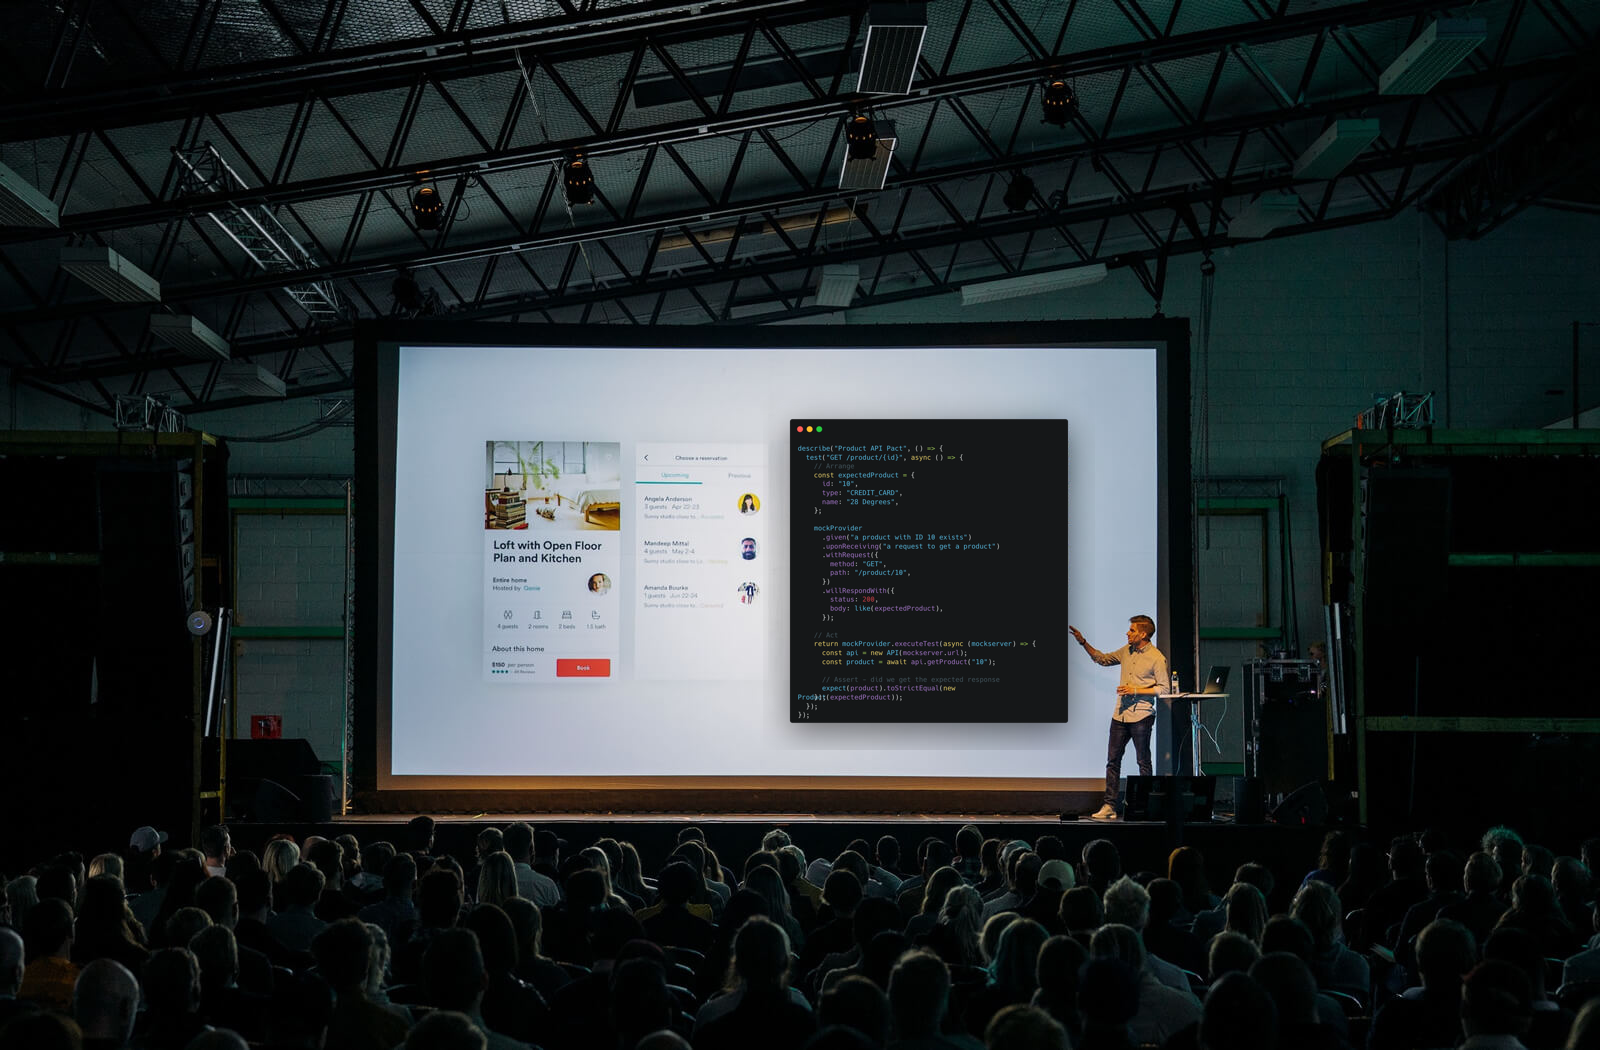 Loft with Open Floor
Plan and Kitchen
Entire home
Hosted by Genie
4 guests 2 rooms 2 beds 1.5 bath
About this home
$150 per person
Book
Choose a reservation
Upcoming Previous
Angela Anderson
3 guests · Apr 22-23
Sunny studio close to...
Mandeep Mittal
4 guests · May 2-4
Sunny studio close to Lo...
Amanda Bourke
1 guests · Jun 22-24
Sunny studio close to...
describe("Product API Pact", () => {
test("GET /product/{id}", async () => {
// Arrange
const expectedProduct = {
id: "10",
type: "CREDIT_CARD",
name: "28 Degrees",
};
mockProvider
.given("a product with ID 10 exists")
.uponReceiving("a request to get a product")
.withRequest({
method: "GET",
path: "/product/10",
})
.willRespondWith({
status: 200,
body: like(expectedProduct),
});
// Act
return mockProvider.executeTest(async (mockserver) => {
const api = new API(mockserver.url);
const product = await api.getProduct("10");
// Assert - did we get the expected response
expect(product).toStrictEqual(new
Product(expectedProduct));
});
});